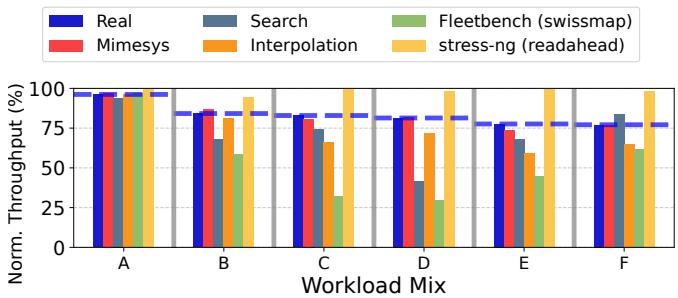 Real Search Fleetbench (swissmap)
Mimesys Interpolation stress-ng (readahead)
Norm. Throughput (%)
100
75
50
25
0
A B C D E F
Workload Mix